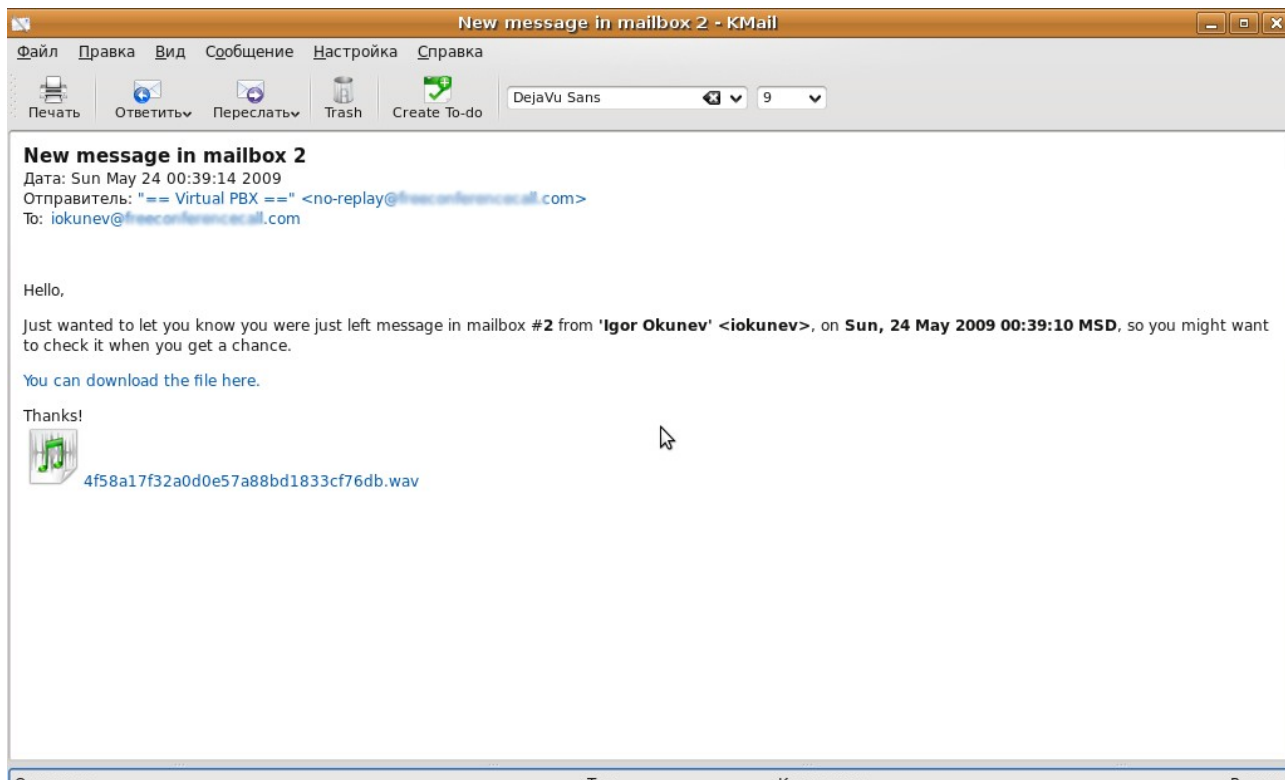 New message in mailbox 2 - KMail
Файл Правка Вид Сообщение Настройка Справка
Печать Ответить Переслать Trash Create To-do DejaVu Sans 9
New message in mailbox 2
Дата: Sun May 24 00:39:14 2009
Отправитель: "== Virtual PBX ==" <no-replay@ .com>
To: iokunev@ .com
Hello,
Just wanted to let you know you were just left message in mailbox #2 from 'Igor Okunev' <iokunev>, on Sun, 24 May 2009 00:39:10 MSD, so you might want
to check it when you get a chance.
You can download the file here.
Thanks!
4f58a17f32a0d0e57a88bd1833cf76db.wav